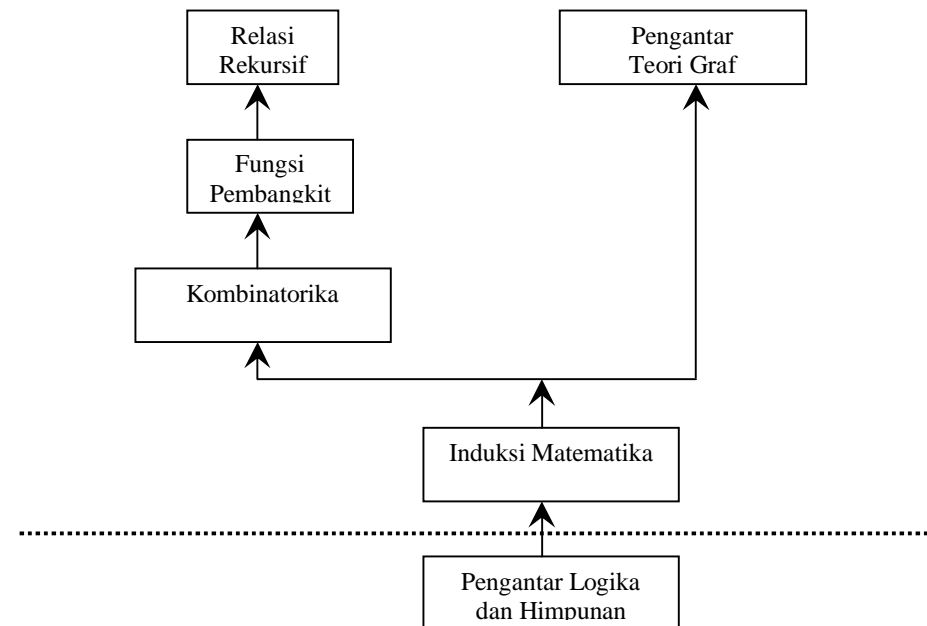 Relasi
Rekursif
Pengantar
Teori Graf
Fungsi
Pembangkit
Kombinatorika
Induksi Matematika
Pengantar Logika
dan Himpunan